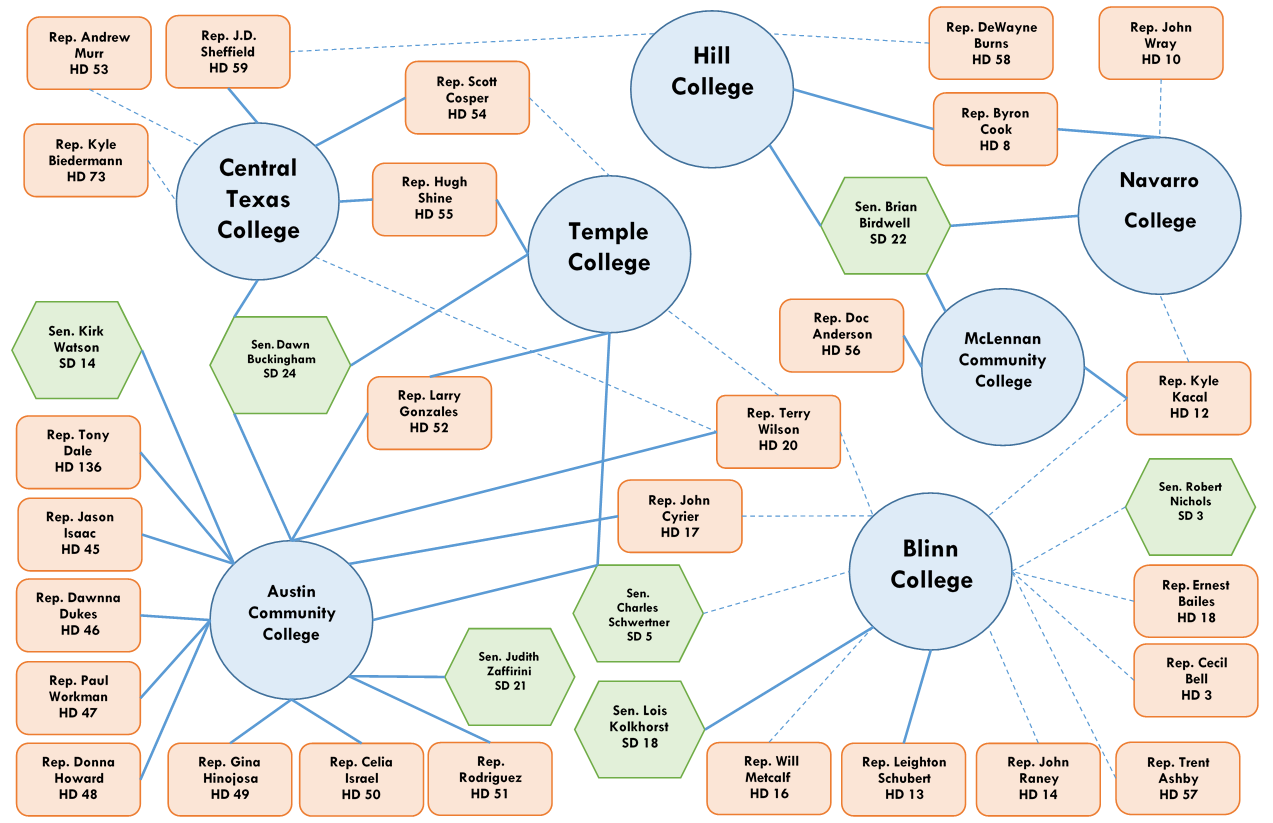 Rep. Andrew
Murr
HD 53
Rep. J.D.
Sheffield
HD 59
Rep. Scott
Cosper
HD 54
Hill
College
Rep. DeWayne
Burns
HD 58
Rep. John
Wray
HD 10
Rep. Byron
Cook
HD 8
Rep. Kyle
Biedermann
HD 73
Central
Texas
College
Rep. Hugh
Shine
HD 55
Temple
College
Sen. Brian
Birdwell
SD 22
Navarro
College
Sen. Kirk
Watson
SD 14
Sen. Dawn
Buckingham
SD 24
Rep. Doc
Anderson
HD 56
McLennan
Community
College
Rep. Kyle
Kacal
HD 12
Rep. Larry
Gonzales
HD 52
Rep. Terry
Wilson
HD 20
Rep. Tony
Dale
HD 136
Rep. John
Cyrier
HD 17
Sen. Robert
Nichols
SD 3
Rep. Jason
Isaac
HD 45
Blinn
College
Rep. Dawnna
Dukes
HD 46
Austin
Community
College
Sen.
Charles
Schwertner
SD 5
Rep. Ernest
Bailes
HD 18
Rep. Paul
Workman
HD 47
Sen. Judith
Zaffirini
SD 21
Rep. Cecil
Bell
HD 3
Sen. Lois
Kolkhorst
SD 18
Rep. Donna
Howard
HD 48
Rep. Gina
Hinojosa
HD 49
Rep. Celia
Israel
HD 50
Rep.
Rodriguez
HD 51
Rep. Will
Metcalf
HD 16
Rep. Leighton
Schubert
HD 13
Rep. John
Raney
HD 14
Rep. Trent
Ashby
HD 57